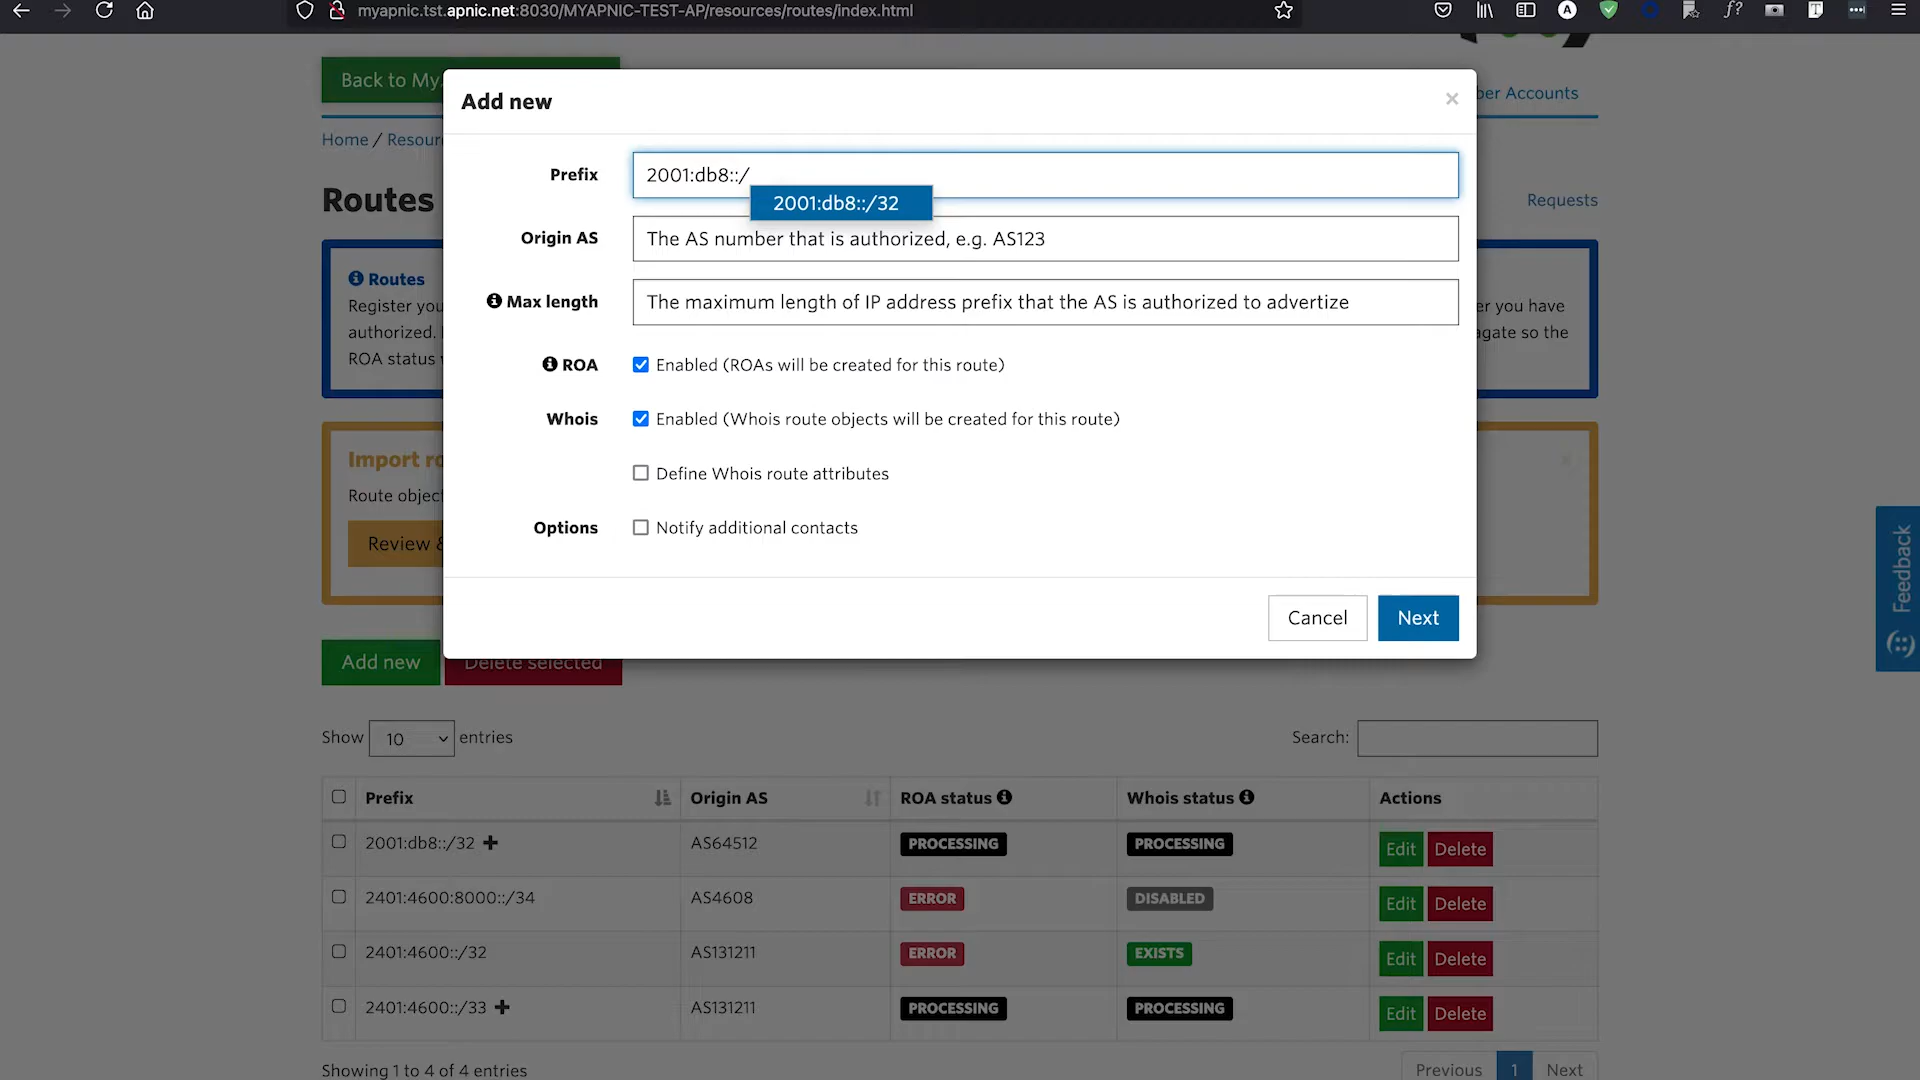 myapnic.tst.apnic.net:8030/MYAPNIC-TEST-AP/resources/routes/index.html
Back to My
Add new
×
ber Accounts
Home / Resour
Prefix
2001:db8::/
2001:db8::/32
Routes
Requests
Origin AS
The AS number that is authorized, e.g. AS123
Routes
Max length
The maximum length of IP address prefix that the AS is authorized to advertize
Register you
er you have
authorized.
agate so the
ROA status
ROA
Enabled (ROAs will be created for this route)
Whois
Enabled (Whois route objects will be created for this route)
Import ro
Define Whois route attributes
Route object
Options
Notify additional contacts
Review &
Feedback
Cancel
Next
Add new
Delete selected
Show 10 entries
Search:
Prefix
Origin AS
ROA status
Whois status
Actions
2001:db8::/32
AS64512
PROCESSING
PROCESSING
Edit
Delete
2401:4600:8000::/34
AS4608
ERROR
DISABLED
Edit
Delete
2401:4600::/32
AS131211
ERROR
EXISTS
Edit
Delete
2401:4600::/33
AS131211
PROCESSING
PROCESSING
Edit
Delete
Showing 1 to 4 of 4 entries
Previous
1
Next